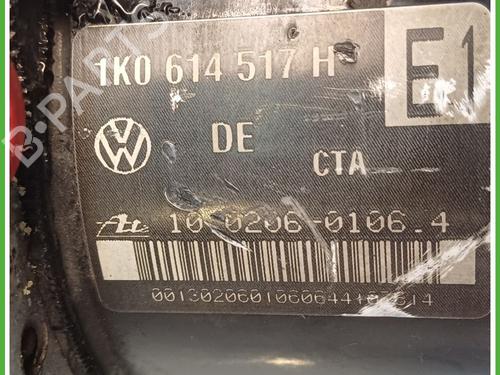 1K0 614 517 H
E1
DE
CTA
10-0206-0106.4
B-PARTS